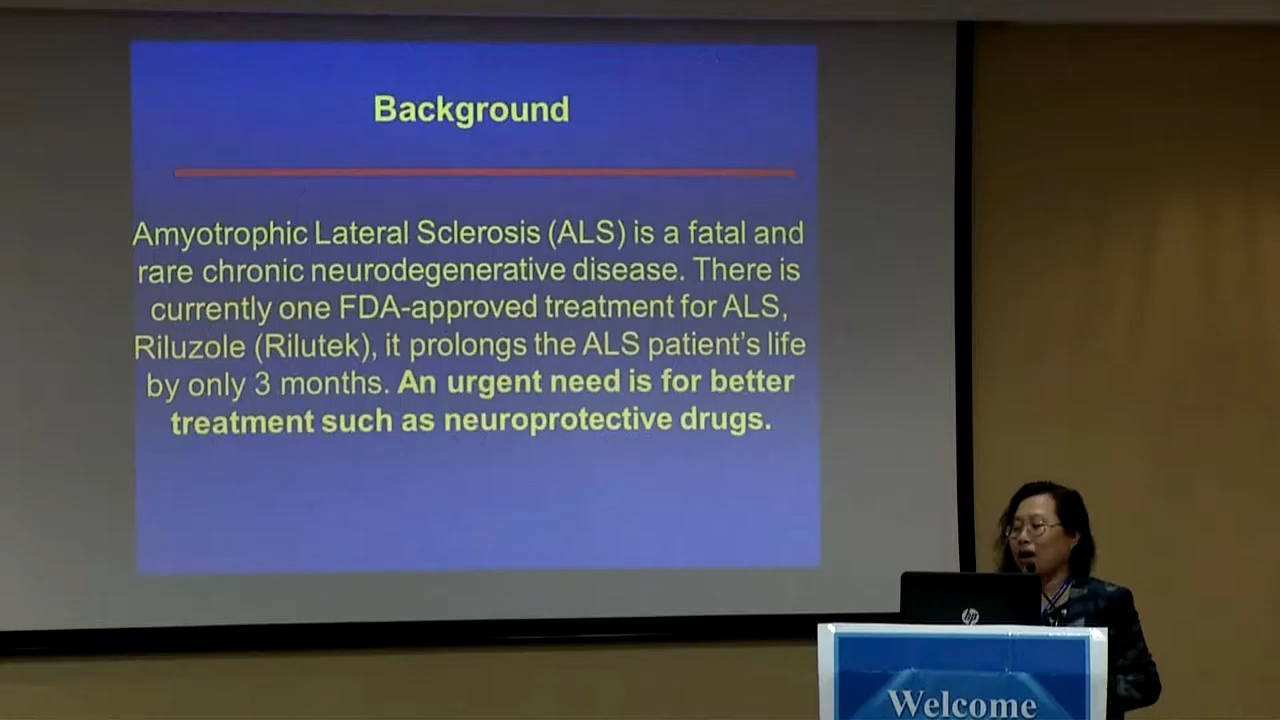 Background
Amyotrophic Lateral Sclerosis (ALS) is a fatal and
rare chronic neurodegenerative disease. There is
currently one FDA-approved treatment for ALS,
Riluzole (Rilutek), it prolongs the ALS patient's life
by only 3 months. An urgent need is for better
treatment such as neuroprotective drugs.
hp
Welcome